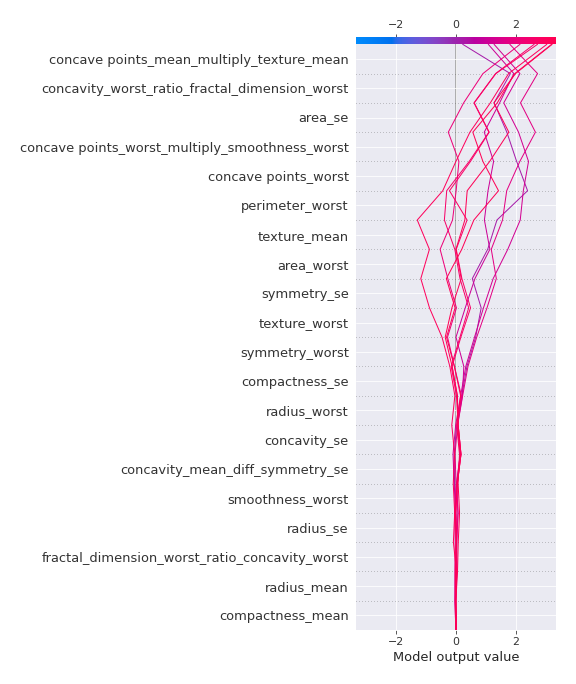 −2 0 2
concave points_mean_multiply_texture_mean
concavity_worst_ratio_fractal_dimension_worst
area_se
concave points_worst_multiply_smoothness_worst
concave points_worst
perimeter_worst
texture_mean
area_worst
symmetry_se
texture_worst
symmetry_worst
compactness_se
radius_worst
concavity_se
concavity_mean_diff_symmetry_se
smoothness_worst
radius_se
fractal_dimension_worst_ratio_concavity_worst
radius_mean
compactness_mean
−2 0 2
Model output value